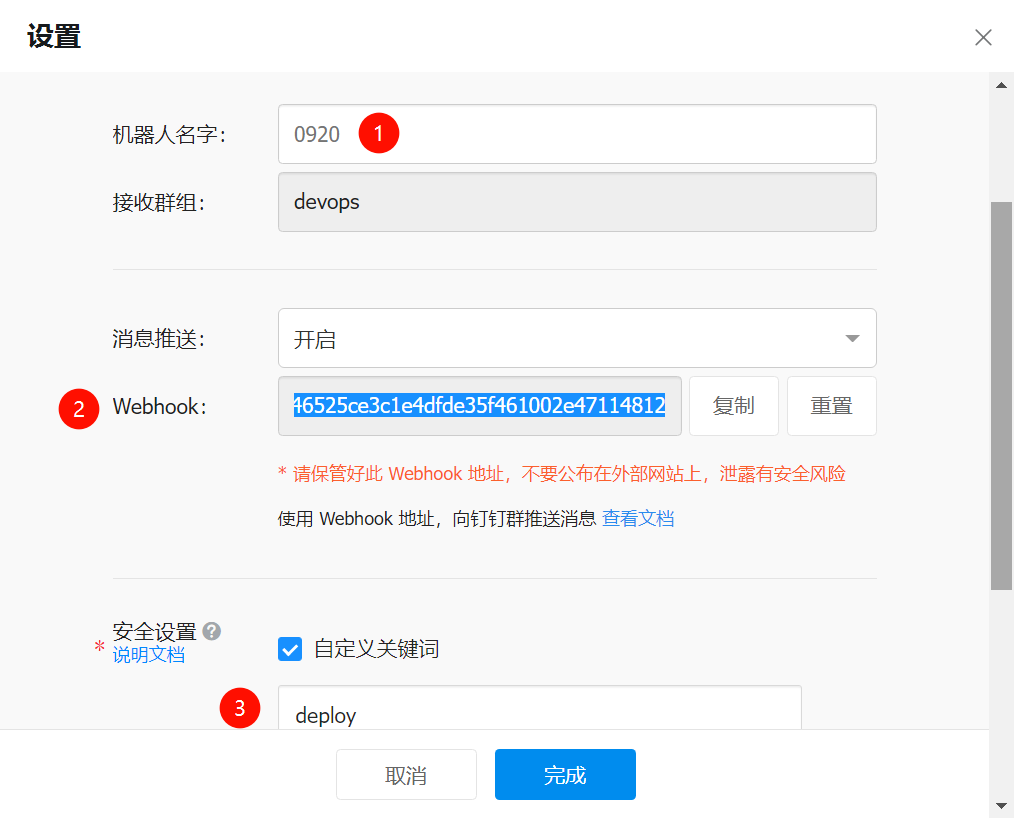 设置
机器人名字:
0920
1
接收群组:
devops
消息推送:
开启
2
Webhook:
46525ce3c1e4dfde35f461002e47114812
复制
重置
* 请保管好此 Webhook 地址，不要公布在外部网站上，泄露有安全风险
使用 Webhook 地址，向钉钉群推送消息 查看文档
* 安全设置 ?
说明文档
自定义关键词
3
deploy
取消
完成